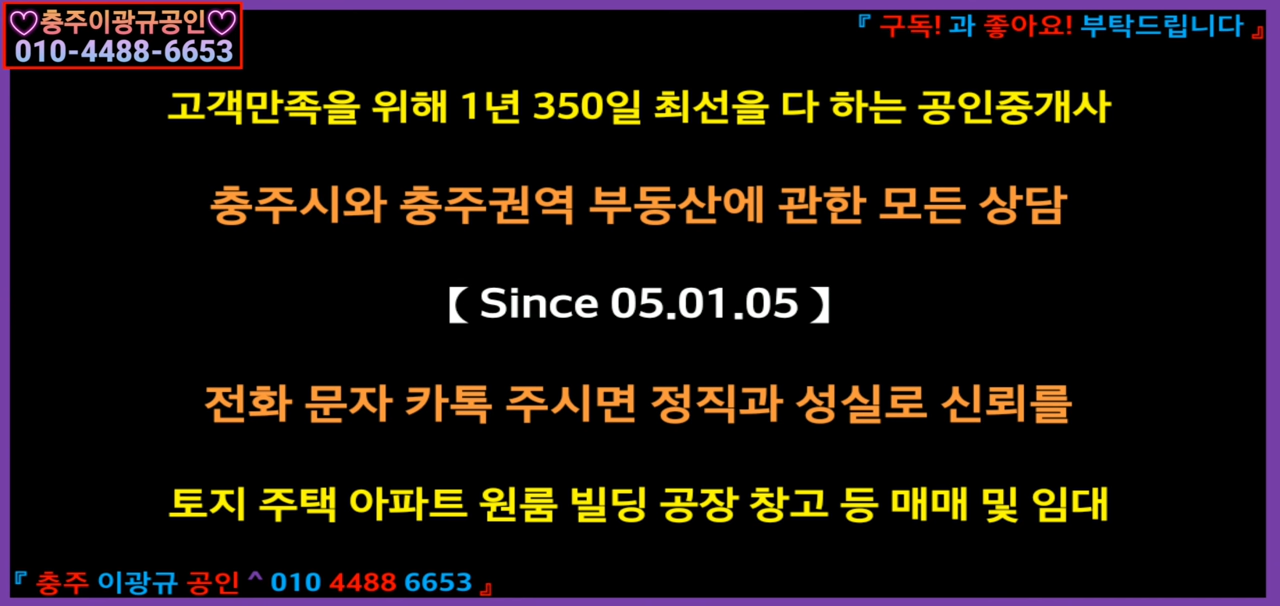 ♡충주이광규공인♡
010-4488-6653
『 구독! 과 좋아요! 부탁드립니다 』
고객만족을 위해 1년 350일 최선을 다 하는 공인중개사
충주시와 충주권역 부동산에 관한 모든 상담
【 Since 05.01.05 】
전화 문자 카톡 주시면 정직과 성실로 신뢰를
토지 주택 아파트 원룸 빌딩 공장 창고 등 매매 및 임대
『 충주 이광규 공인 ^ 010 4488 6653 』